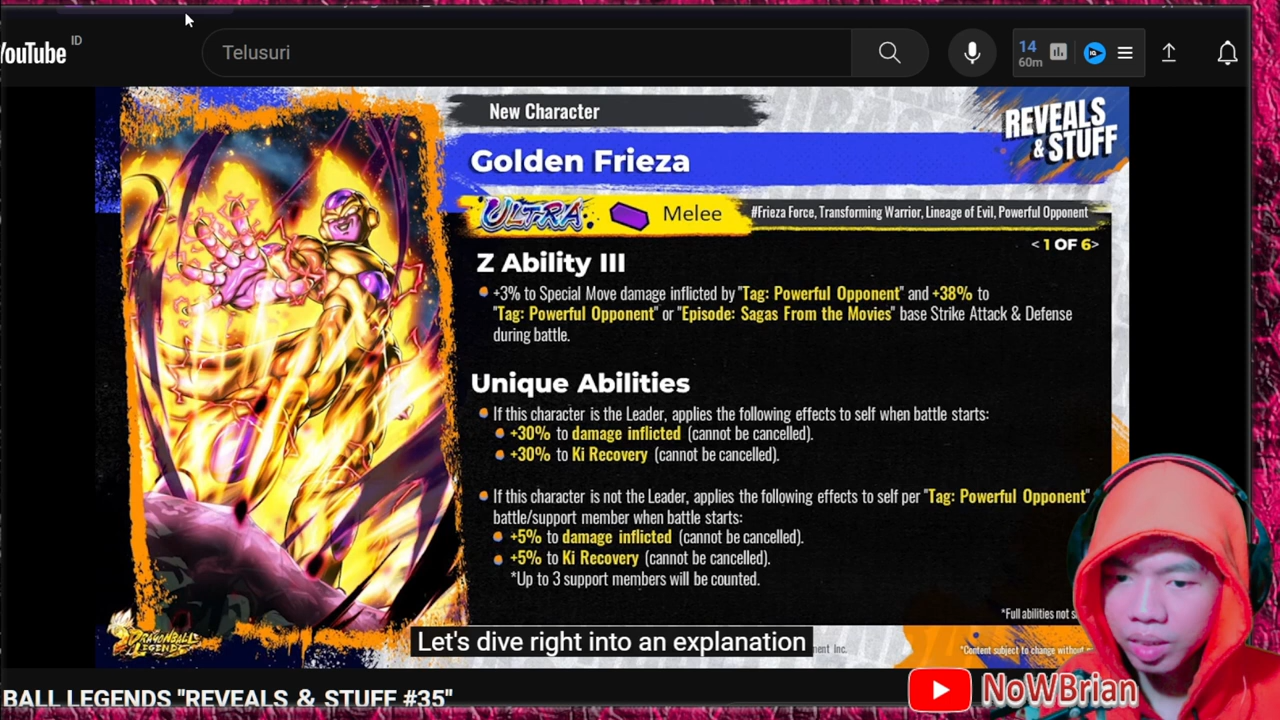 YouTube ID
Telusuri
14
60m
New Character
REVEALS
& STUFF
Golden Frieza
ULTRA Melee
#Frieza Force, Transforming Warrior, Lineage of Evil, Powerful Opponent
< 1 OF 6>
Z Ability III
+3% to Special Move damage inflicted by "Tag: Powerful Opponent" and +38% to
"Tag: Powerful Opponent" or "Episode: Sagas From the Movies" base Strike Attack & Defense
during battle.
Unique Abilities
If this character is the Leader, applies the following effects to self when battle starts:
+30% to damage inflicted (cannot be cancelled).
+30% to Ki Recovery (cannot be cancelled).
If this character is not the Leader, applies the following effects to self per "Tag: Powerful Opponent"
battle/support member when battle starts:
+5% to damage inflicted (cannot be cancelled).
+5% to Ki Recovery (cannot be cancelled).
*Up to 3 support members will be counted.
*Full abilities not
DRAGONBALL
LEGENDS
Let's dive right into an explanation
Inc.
*Content subject to change without
BALL LEGENDS "REVEALS & STUFF #35"
NoWBrian